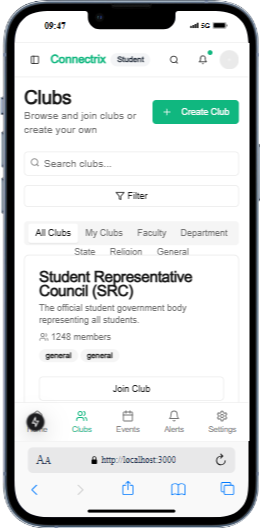 09:47
5G
Connectrix Student
Clubs
Browse and join clubs or
create your own
+ Create Club
Search clubs...
Filter
All Clubs My Clubs Faculty Department
State Religion General
Student Representative
Council (SRC)
The official student government body
representing all students.
1248 members
general general
Join Club
Clubs Events Alerts Settings
AA http://localhost:3000